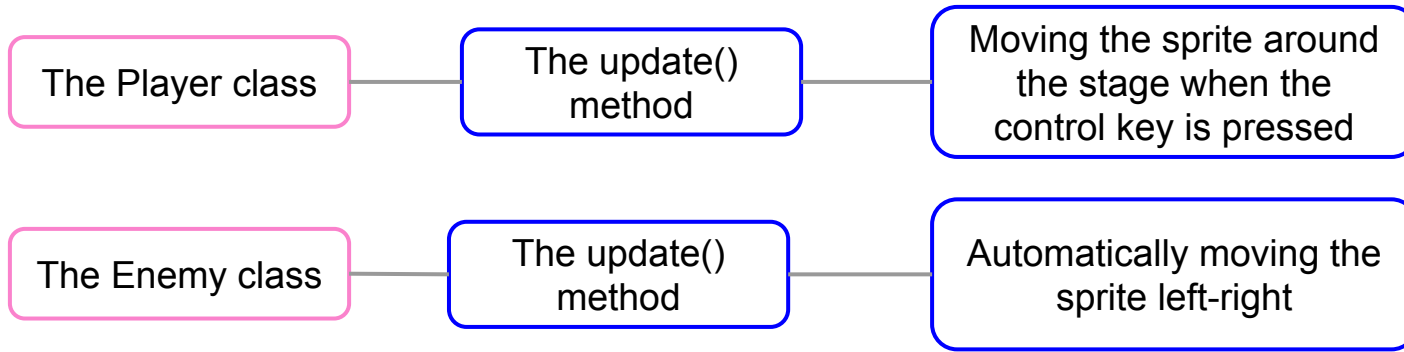 The Player class
The update()
method
Moving the sprite around
the stage when the
control key is pressed
The Enemy class
The update()
method
Automatically moving the
sprite left-right